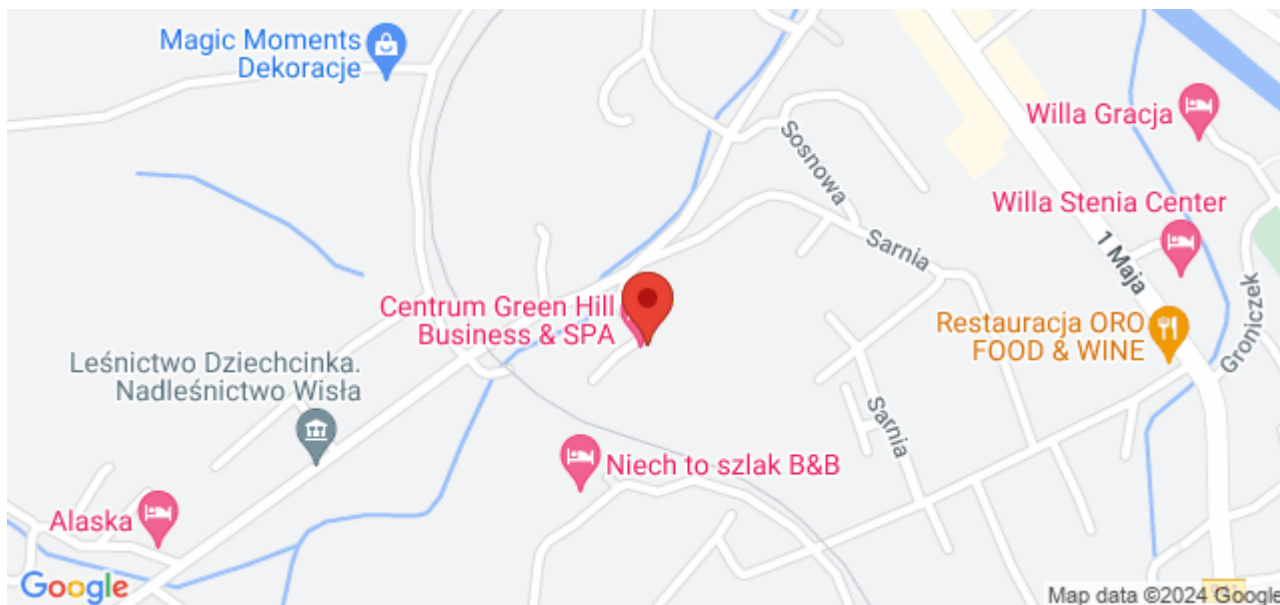 Magic Moments
Dekoracje
Willa Gracja
Sosnowa
Willa Stenia Center
Sarnia
1 Maja
Centrum Green Hill
Business & SPA
Restauracja ORO
FOOD & WINE
Groniczek
Leśnictwo Dziechcinka.
Nadleśnictwo Wisła
Sarnia
Niech to szlak B&B
Alaska
Google
Map data ©2024 Google